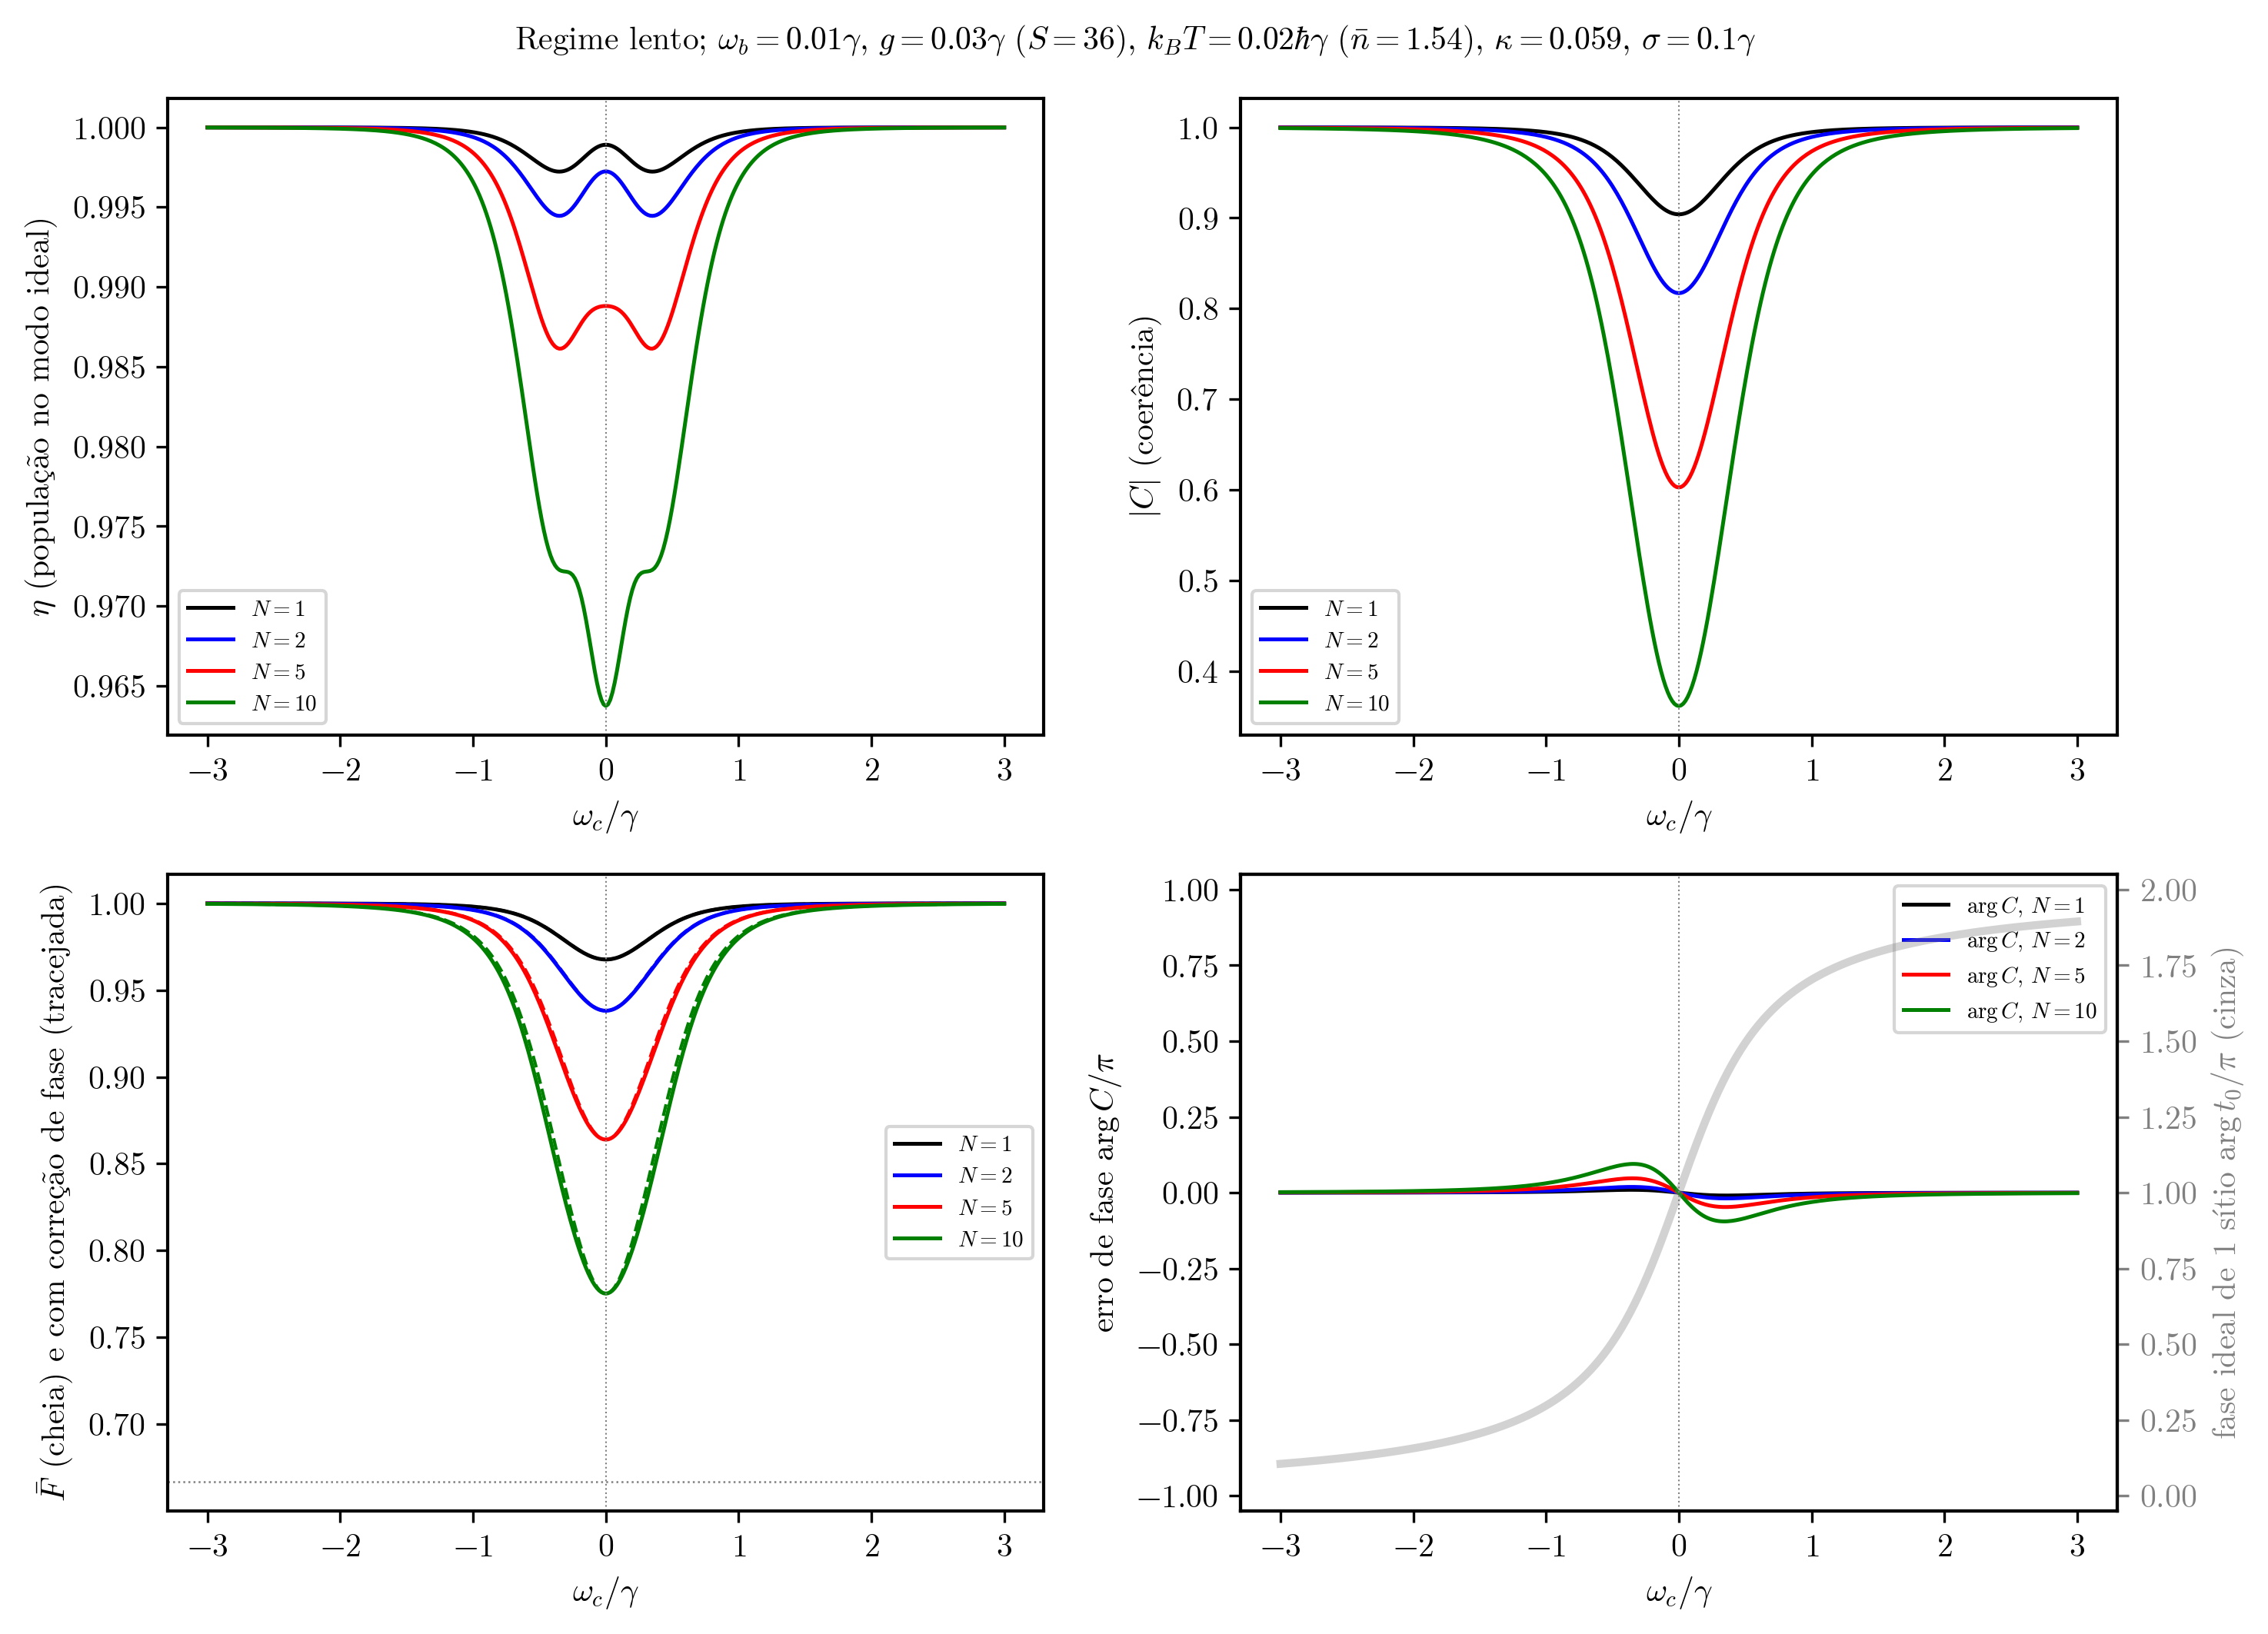 Regime lento; ω_b = 0.01γ, g = 0.03γ (S = 36), k_BT = 0.02ħγ (n̄ = 1.54), κ = 0.059, σ = 0.1γ
η (população no modo ideal)
1.000
0.995
0.990
0.985
0.980
0.975
0.970
0.965
N = 1
N = 2
N = 5
N = 10
−3 −2 −1 0 1 2 3
ω_c/γ
|C| (coerência)
1.0
0.9
0.8
0.7
0.6
0.5
0.4
N = 1
N = 2
N = 5
N = 10
−3 −2 −1 0 1 2 3
ω_c/γ
F̄ (cheia) e com correção de fase (tracejada)
1.00
0.95
0.90
0.85
0.80
0.75
0.70
N = 1
N = 2
N = 5
N = 10
−3 −2 −1 0 1 2 3
ω_c/γ
erro de fase arg C/π
1.00
0.75
0.50
0.25
0.00
−0.25
−0.50
−0.75
−1.00
arg C, N = 1
arg C, N = 2
arg C, N = 5
arg C, N = 10
2.00
1.75
1.50
1.25
1.00
0.75
0.50
0.25
0.00
fase ideal de 1 sítio arg t_0/π (cinza)
−3 −2 −1 0 1 2 3
ω_c/γ